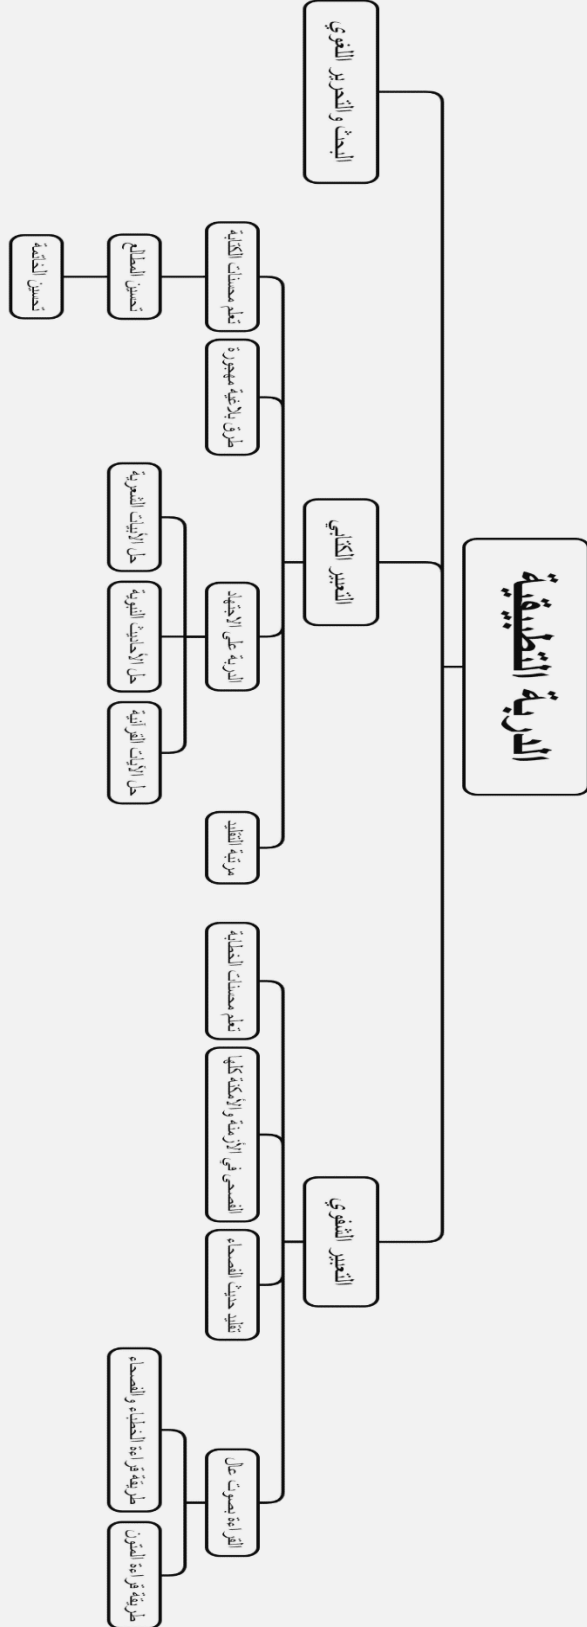 الدربة التطبيقية
التعبير الشفوي
القراءة بصوت عال
طريقة قراءة المتون
طريقة قراءة الخطباء والفصحاء
تقليد حديث الفصحاء
الفصحى في الأزمنة والأمكنة كلها
تعلم محسنات الخطابة
التعبير الكتابي
مرتبة التقليد
الدربة على الاجتهاد
حل الآيات القرآنية
حل الأحاديث النبوية
حل الأبيات الشعرية
طرق بلاغية مهجورة
تعلم محسنات الكتابة
تحسين المطالع
تحسين الخاتمة
البحث والتحرير اللغوي